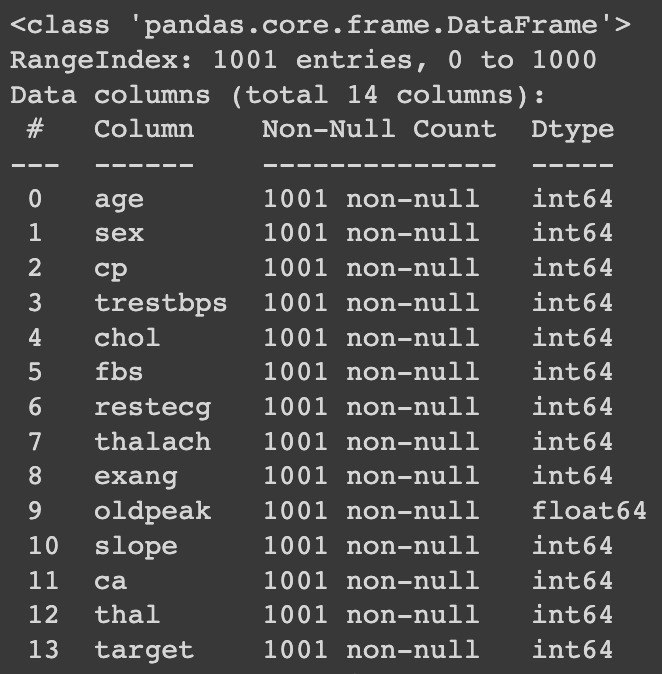 <class 'pandas.core.frame.DataFrame'>
RangeIndex: 1001 entries, 0 to 1000
Data columns (total 14 columns):
 #   Column    Non-Null Count  Dtype
---  ------    --------------  -----
 0   age       1001 non-null   int64
 1   sex       1001 non-null   int64
 2   cp        1001 non-null   int64
 3   trestbps  1001 non-null   int64
 4   chol      1001 non-null   int64
 5   fbs       1001 non-null   int64
 6   restecg   1001 non-null   int64
 7   thalach   1001 non-null   int64
 8   exang     1001 non-null   int64
 9   oldpeak   1001 non-null   float64
 10  slope     1001 non-null   int64
 11  ca        1001 non-null   int64
 12  thal      1001 non-null   int64
 13  target    1001 non-null   int64